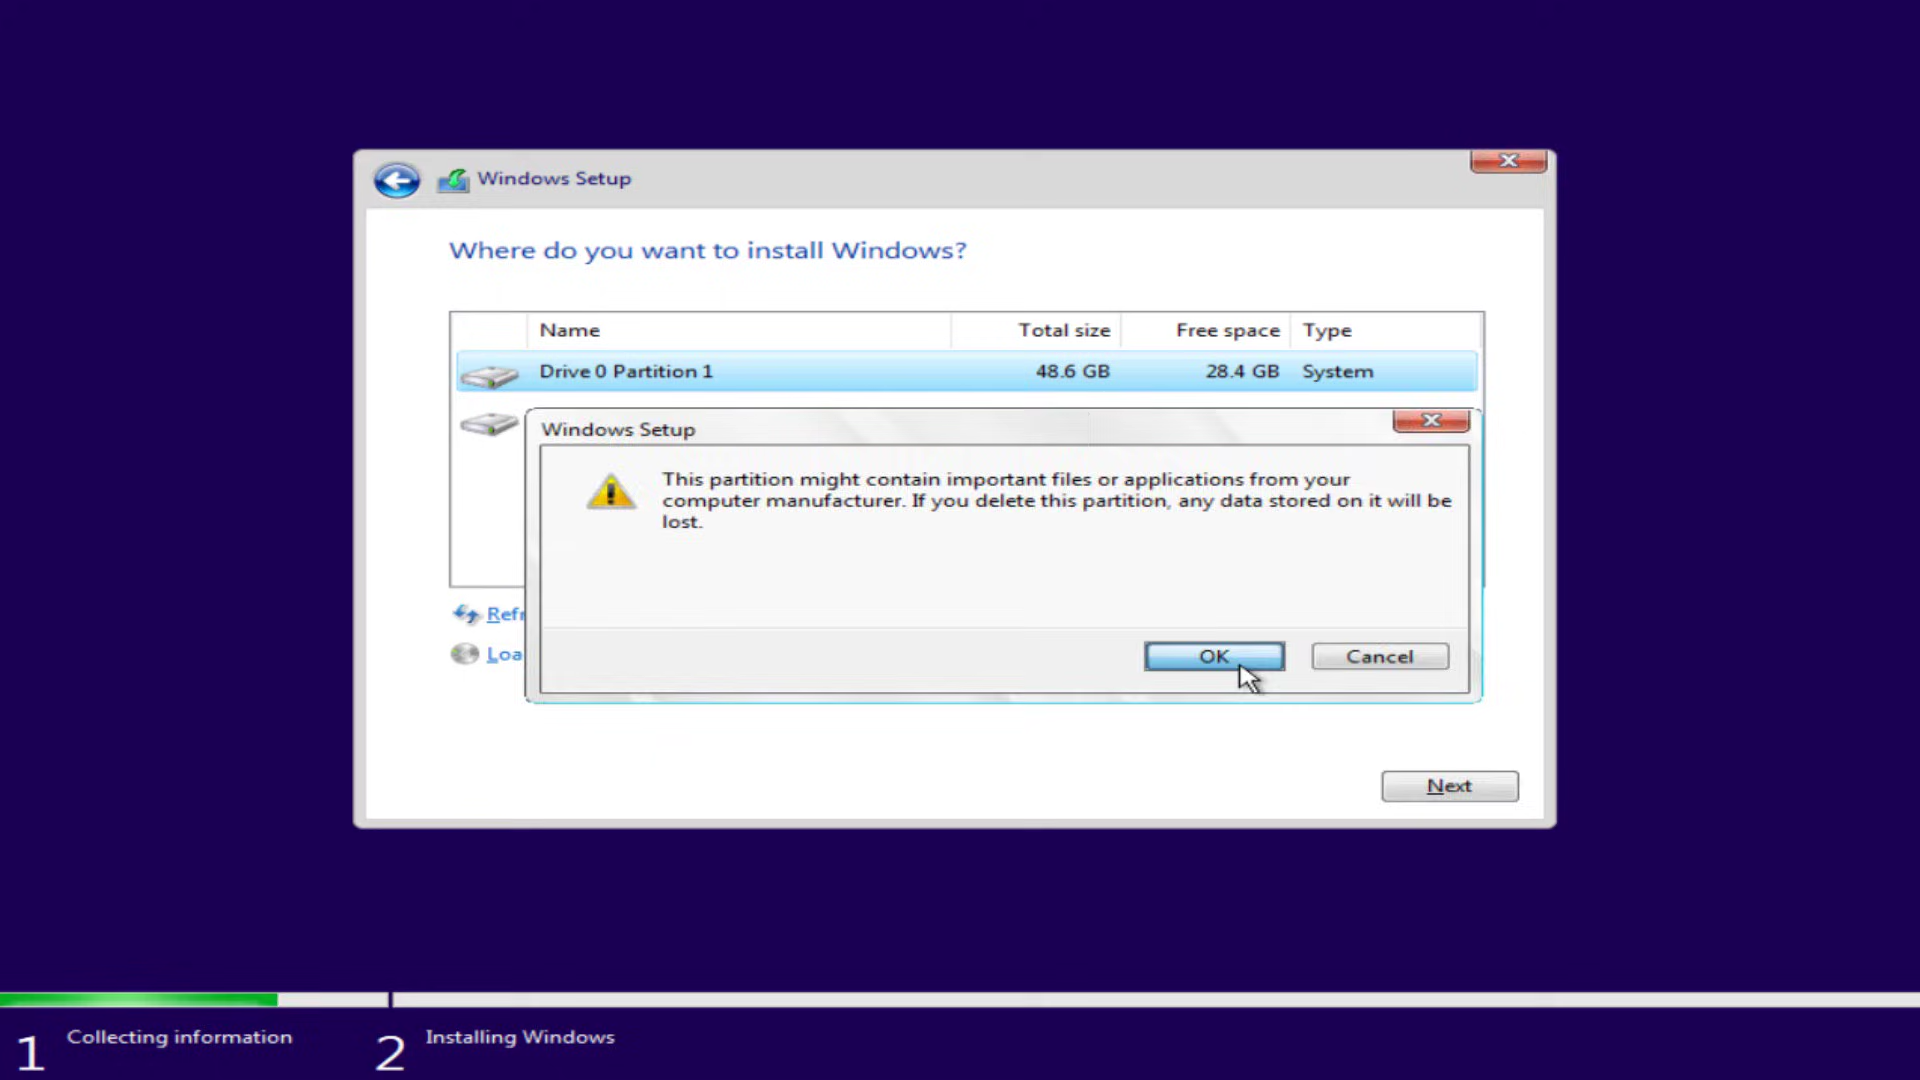 Windows Setup
Where do you want to install Windows?
Name Total size Free space Type
Drive 0 Partition 1 48.6 GB 28.4 GB System
Windows Setup
This partition might contain important files or applications from your
computer manufacturer. If you delete this partition, any data stored on it will be
lost.
Refr
Loa
OK Cancel
Next
1 Collecting information 2 Installing Windows